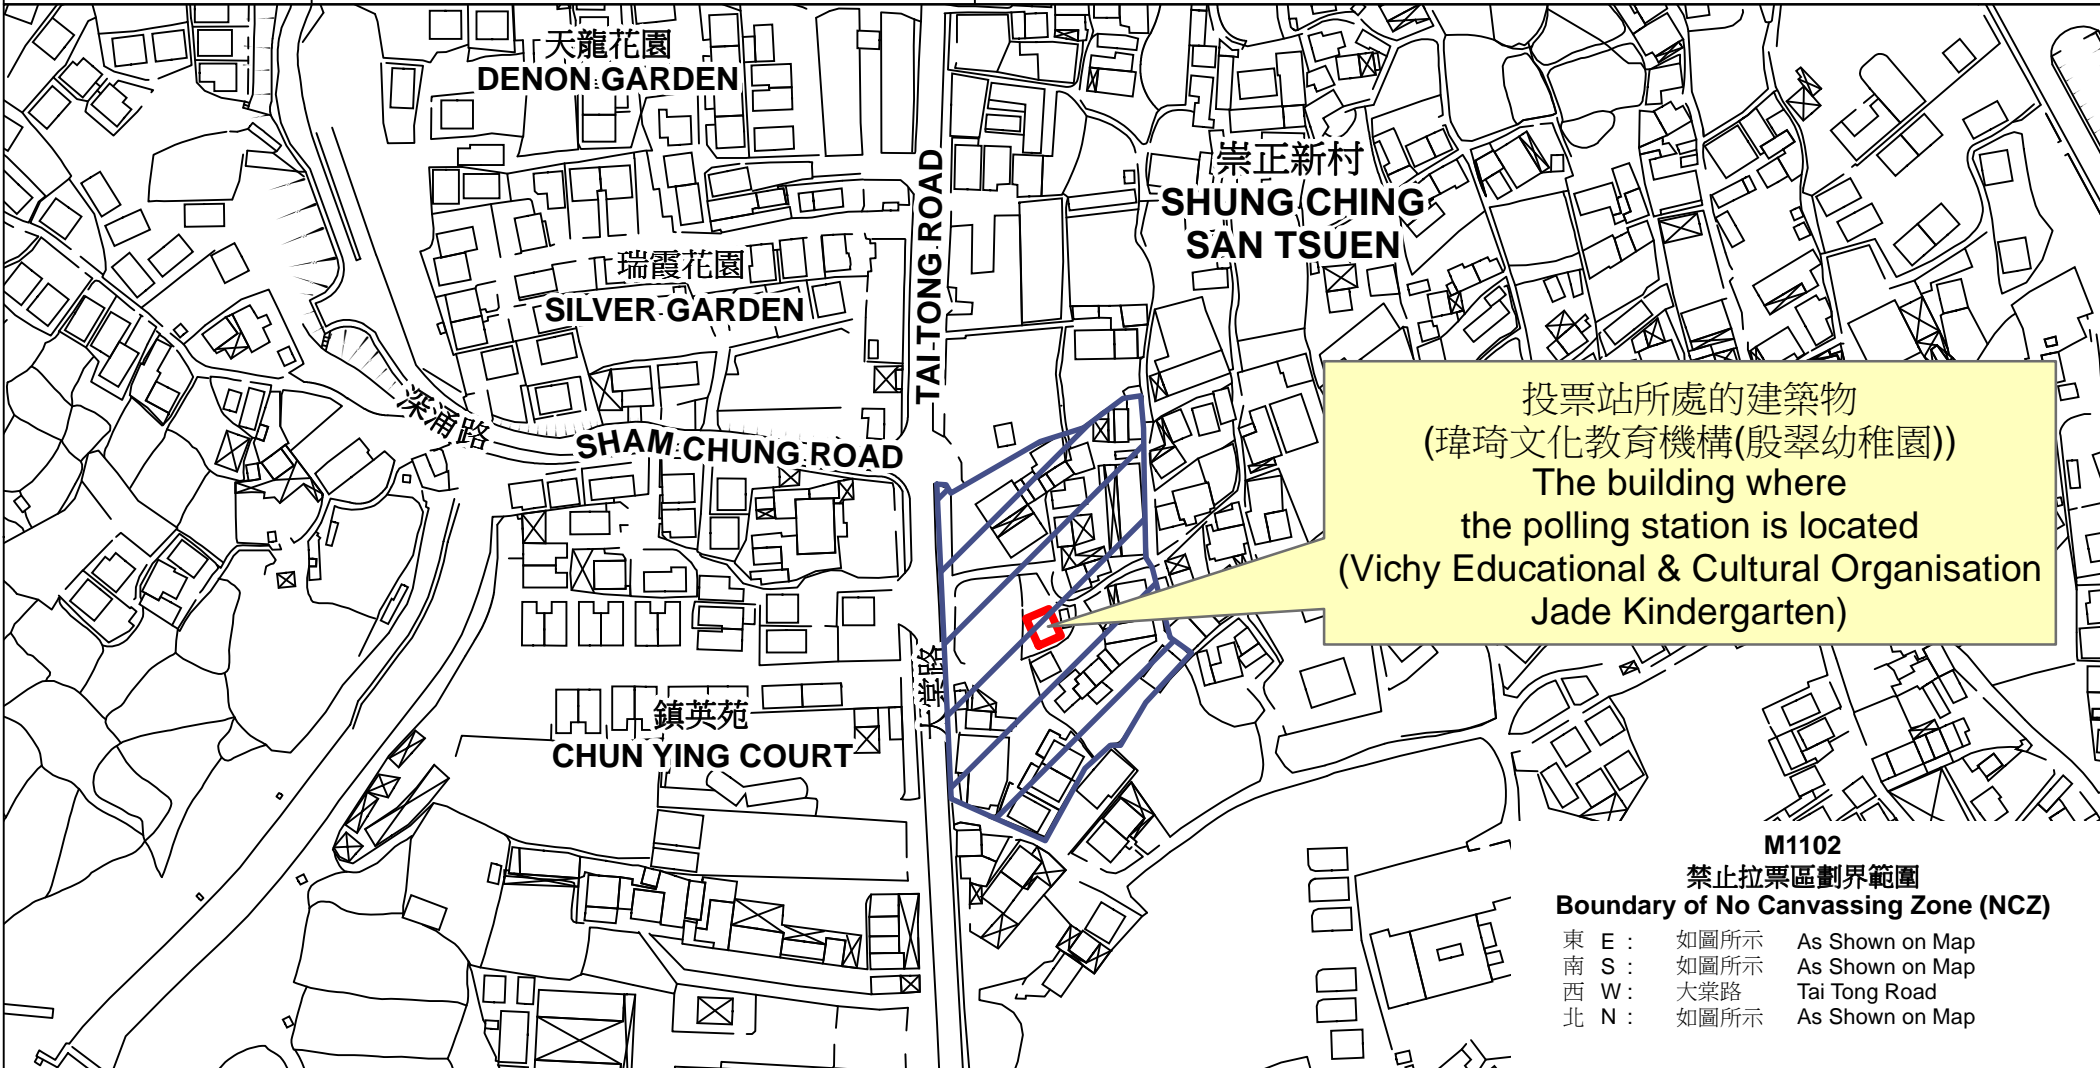 天龍花園
DENON GARDEN
崇正新村
SHUNG CHING
SAN TSUEN
TAI TONG ROAD
瑞霞花園
SILVER GARDEN
深涌路
SHAM CHUNG ROAD
投票站所處的建築物
(瑋琦文化教育機構(殷翠幼稚園))
The building where
the polling station is located
(Vichy Educational & Cultural Organisation
Jade Kindergarten)
大棠路
鎮英苑
CHUN YING COURT
M1102
禁止拉票區劃界範圍
Boundary of No Canvassing Zone (NCZ)
東 E : 如圖所示 As Shown on Map
南 S : 如圖所示 As Shown on Map
西 W : 大棠路 Tai Tong Road
北 N : 如圖所示 As Shown on Map